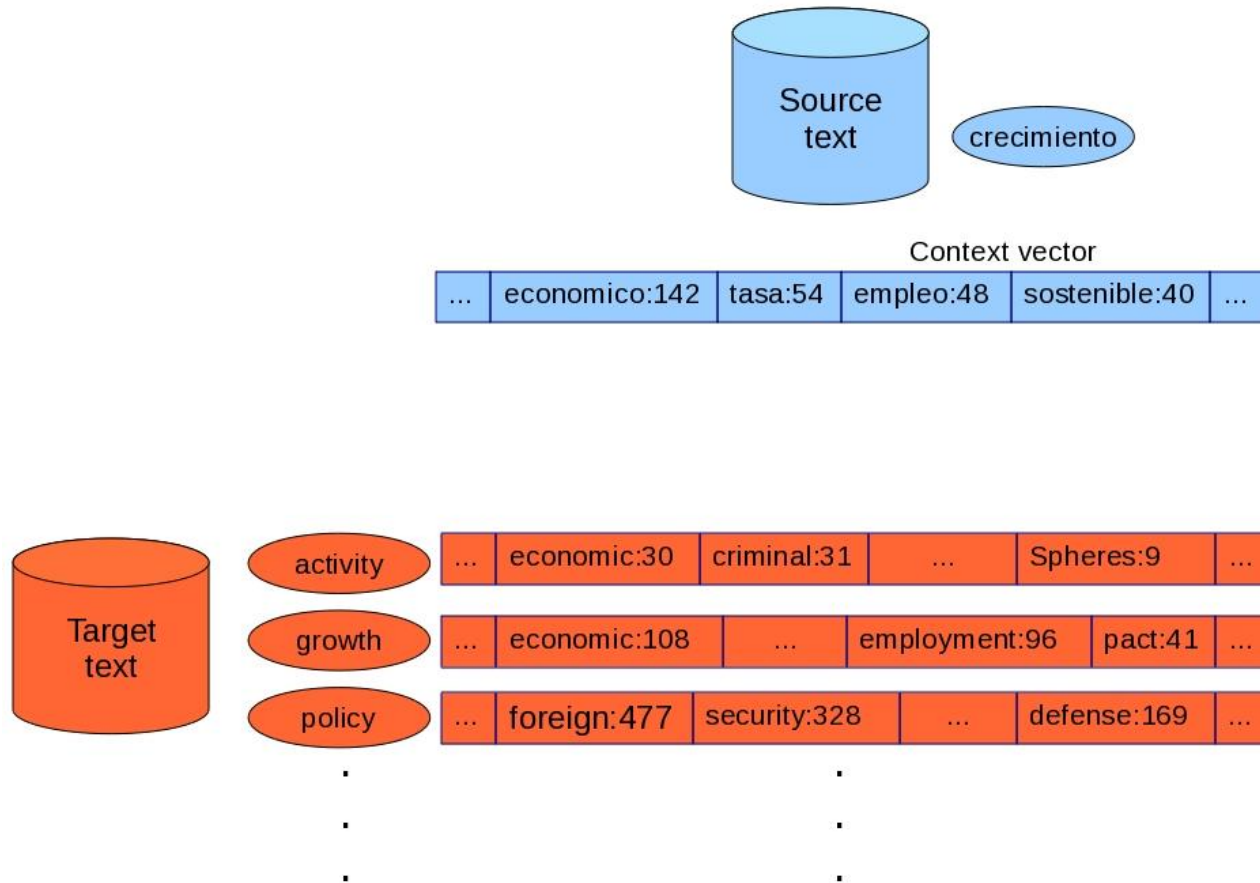 Source
text
crecimiento
Context vector
... economico:142 tasa:54 empleo:48 sostenible:40 ...
activity ... economic:30 criminal:31 ... Spheres:9 ...
Target
text
growth ... economic:108 ... employment:96 pact:41 ...
policy ... foreign:477 security:328 ... defense:169 ...
. .
. .
. .